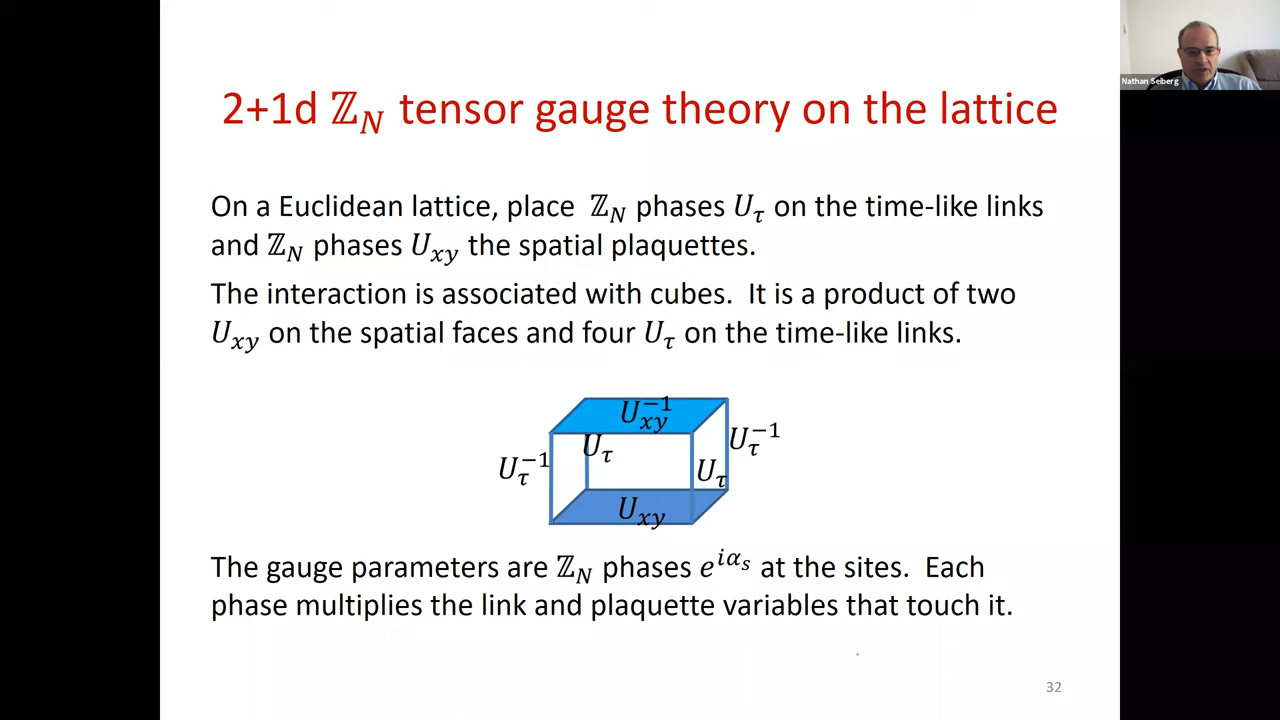 Nathan Seiberg
2+1d ℤ_N tensor gauge theory on the lattice
On a Euclidean lattice, place ℤ_N phases U_τ on the time-like links
and ℤ_N phases U_xy the spatial plaquettes.
The interaction is associated with cubes. It is a product of two
U_xy on the spatial faces and four U_τ on the time-like links.
U_xy^−1
U_τ
U_τ^−1
U_τ^−1
U_τ
U_xy
The gauge parameters are ℤ_N phases e^{iα_s} at the sites. Each
phase multiplies the link and plaquette variables that touch it.
32